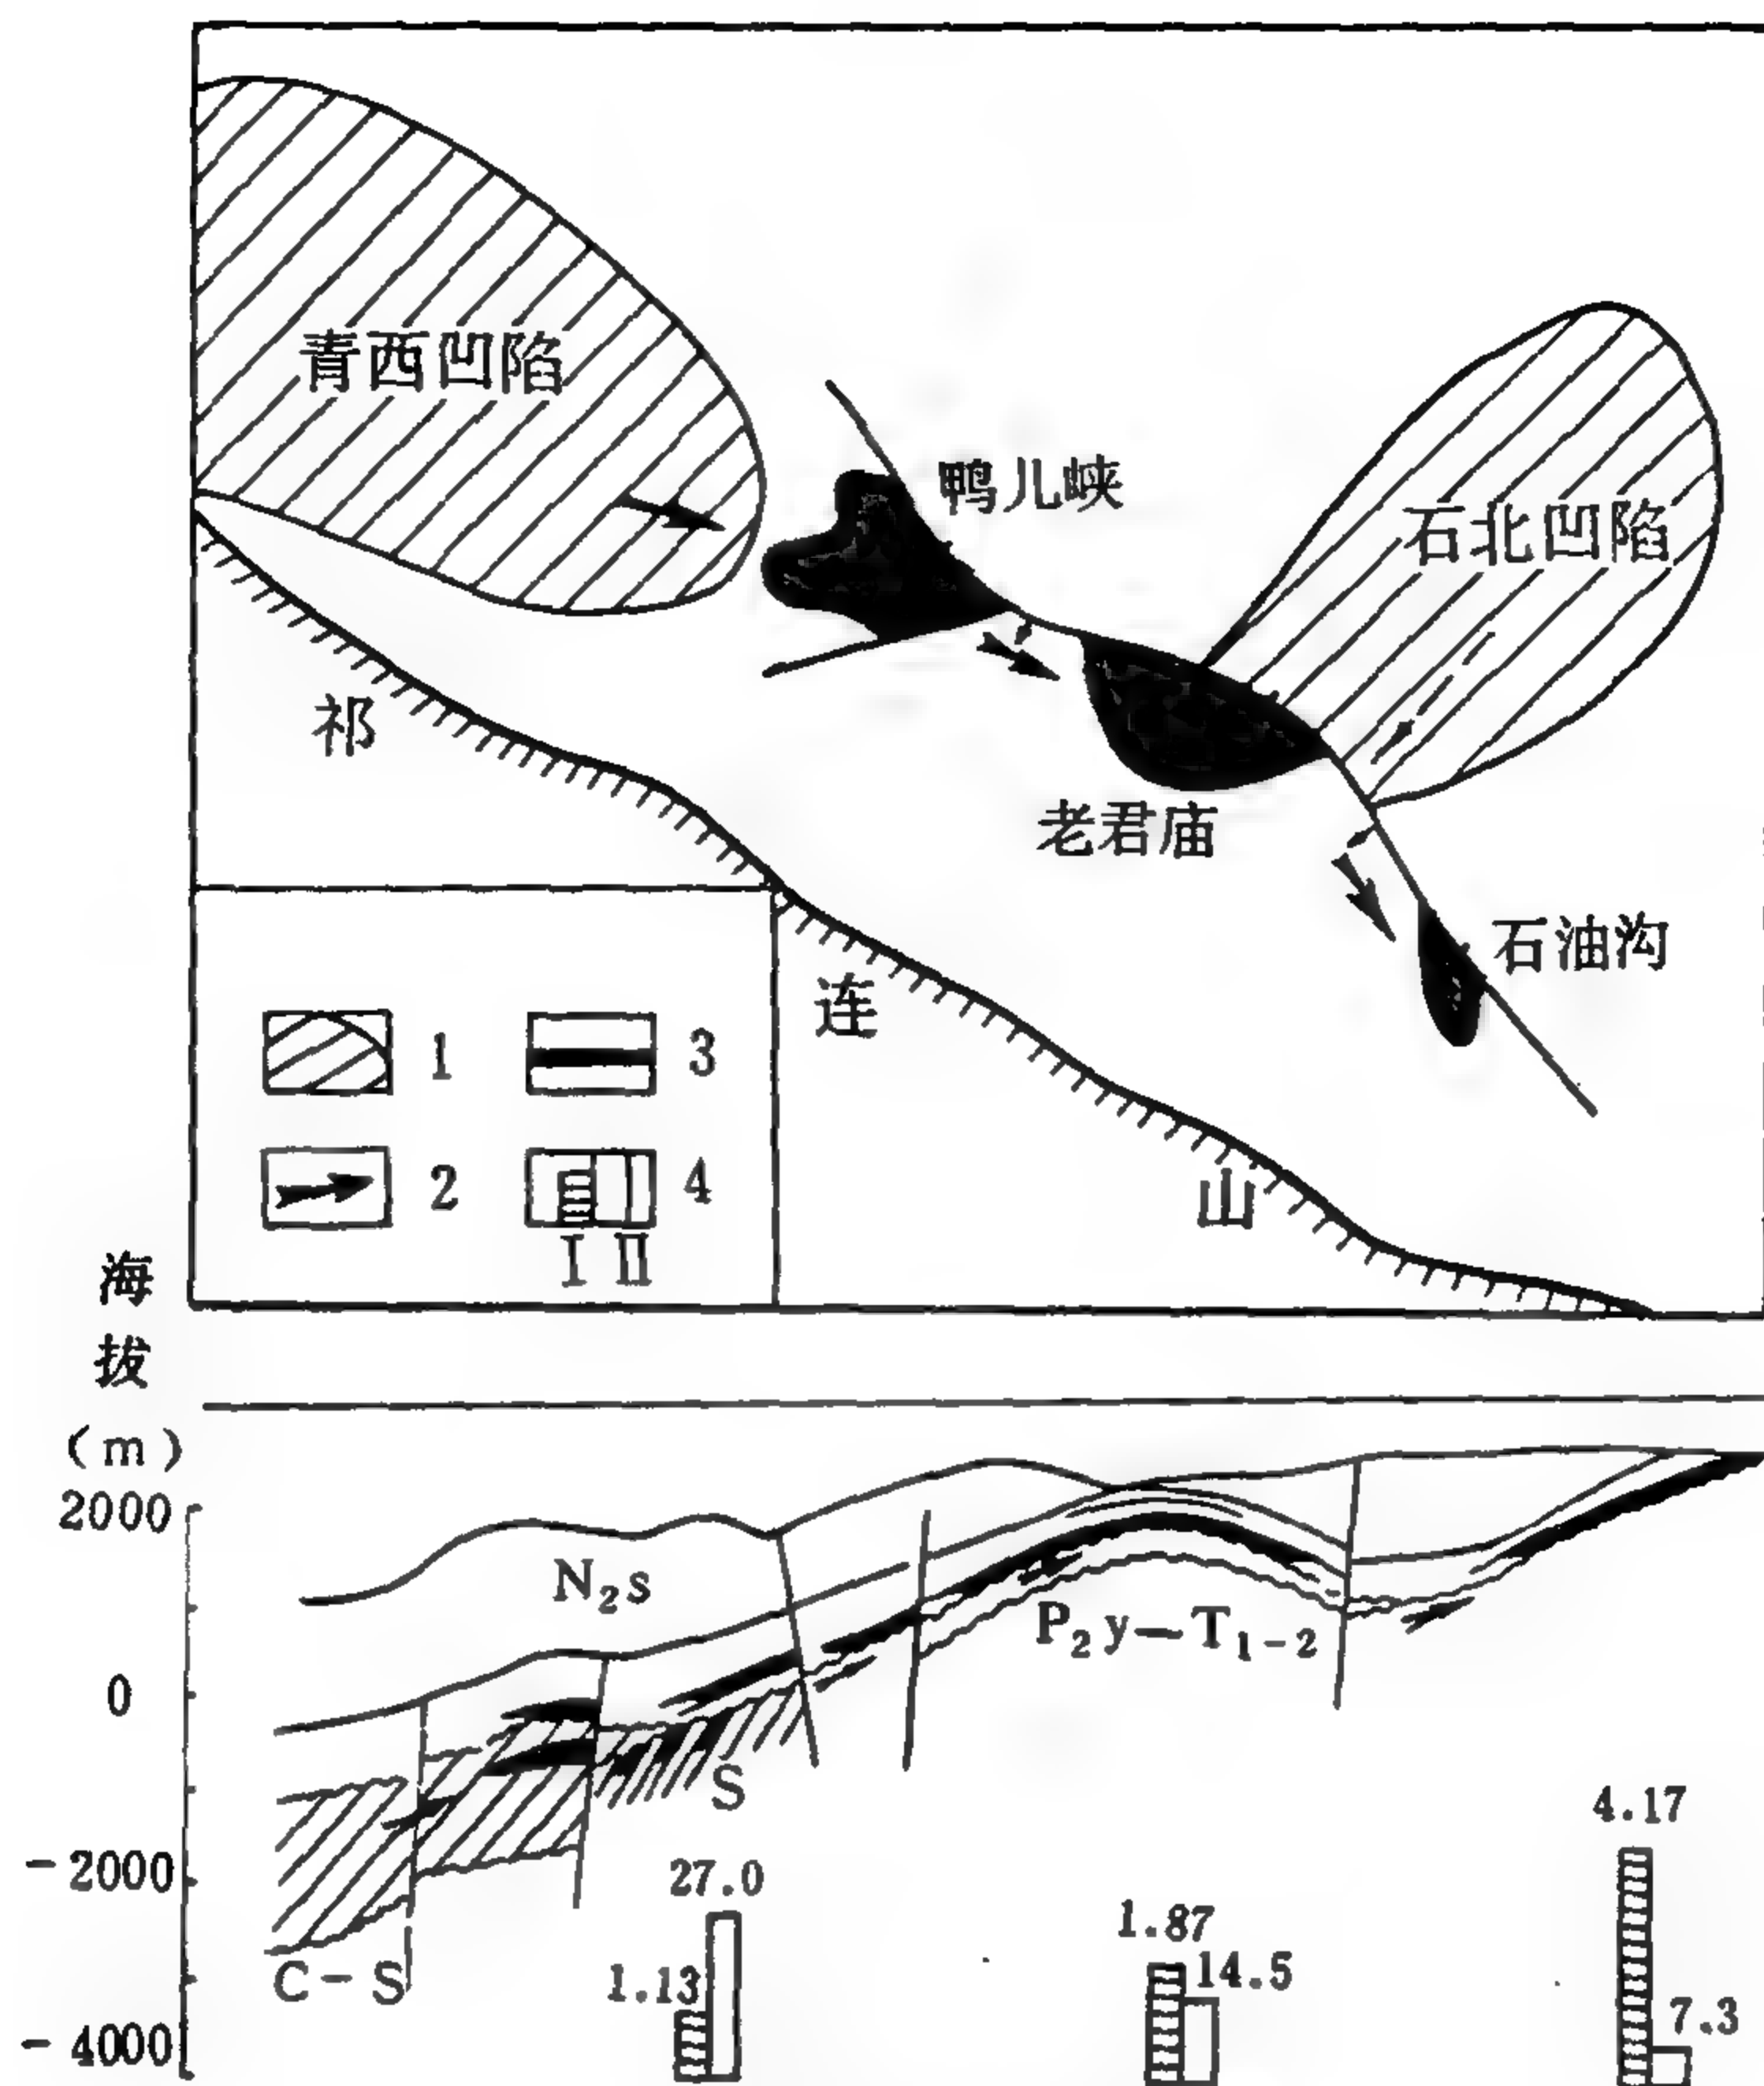 青西凹陷
鸭儿峡
石北凹陷
祁
老君庙
石油沟
连
山
1
3
2
4
I II
海
拔
(m)
2000
0
-2000
-4000
N₂s
P₂y—T₁₋₂
S
C-S
27.0
1.13
1.87
14.5
4.17
7.3